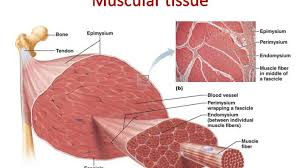 Muscular tissue
Bone
Epimysium
Tendon
Epimysium
Perimysium
Endomysium
Muscle fiber
in middle of
a fascicle
(b)
Blood vessel
Perimysium
wrapping a fascicle
Endomysium
(between individual
muscle fibers)
Muscle
fiber